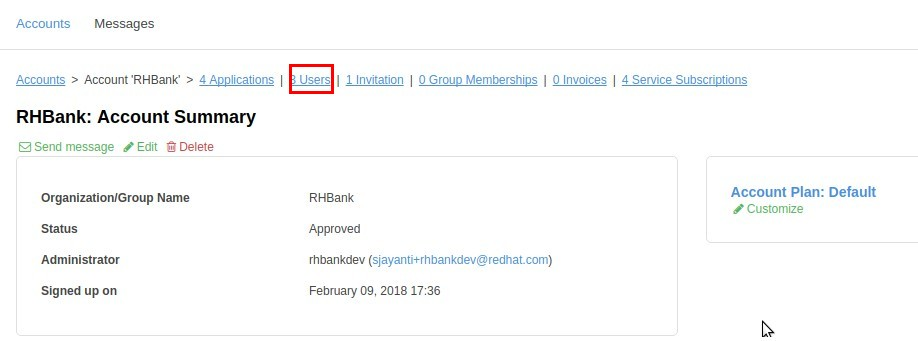 Accounts Messages
Accounts > Account 'RHBank' > 4 Applications | 3 Users | 1 Invitation | 0 Group Memberships | 0 Invoices | 4 Service Subscriptions
RHBank: Account Summary
Send message Edit Delete
Organization/Group Name RHBank
Status Approved
Administrator rhbankdev (sjayanti+rhbankdev@redhat.com)
Signed up on February 09, 2018 17:36
Account Plan: Default
Customize